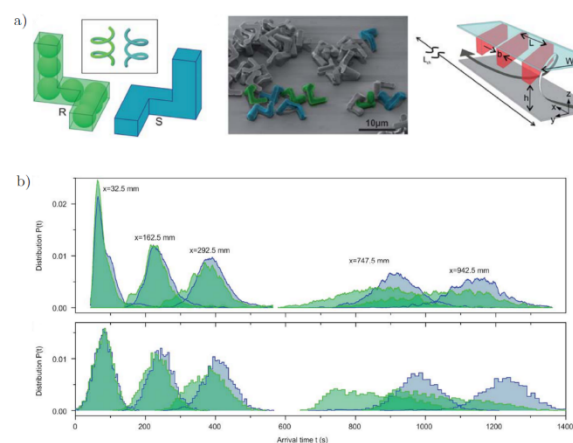 a)
R
S
10μm
L
D
W
h
z
x
y
b)
Distribution P(t)
0.02
0.01
0.00
x=32.5 mm
x=162.5 mm
x=292.5 mm
x=747.5 mm
x=942.5 mm
Distribution P(t)
0.01
0.00
0 200 400 600 800 1000 1200 1400
Arrival time t (s)